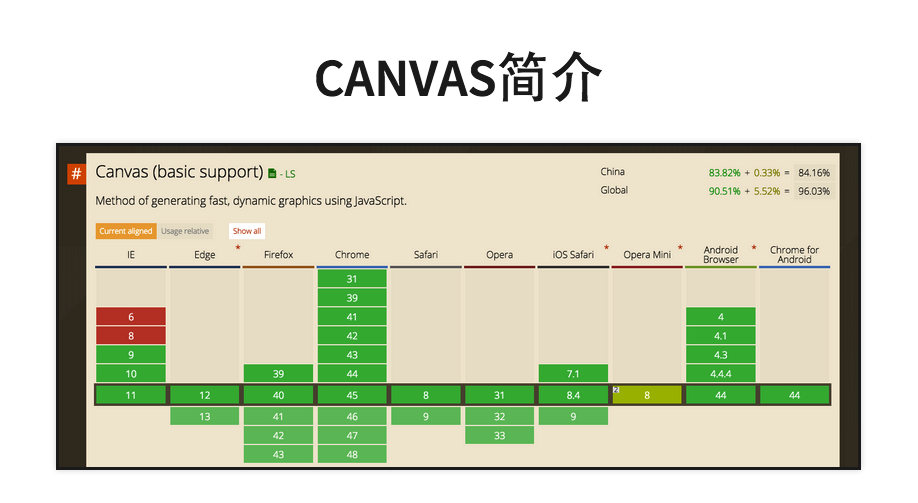 CANVAS简介
# Canvas (basic support) - LS
China 83.82% + 0.33% = 84.16%
Global 90.51% + 5.52% = 96.03%
Method of generating fast, dynamic graphics using JavaScript.
Current aligned Usage relative Show all
IE Edge * Firefox Chrome Safari Opera iOS Safari * Opera Mini * Android Browser * Chrome for Android
31
39
6 41 4
8 42 4.1
9 43 4.3
10 39 44 7.1 4.4.4
11 12 40 45 8 31 8.4 2 8 44 44
13 41 46 9 32 9
42 47 33
43 48